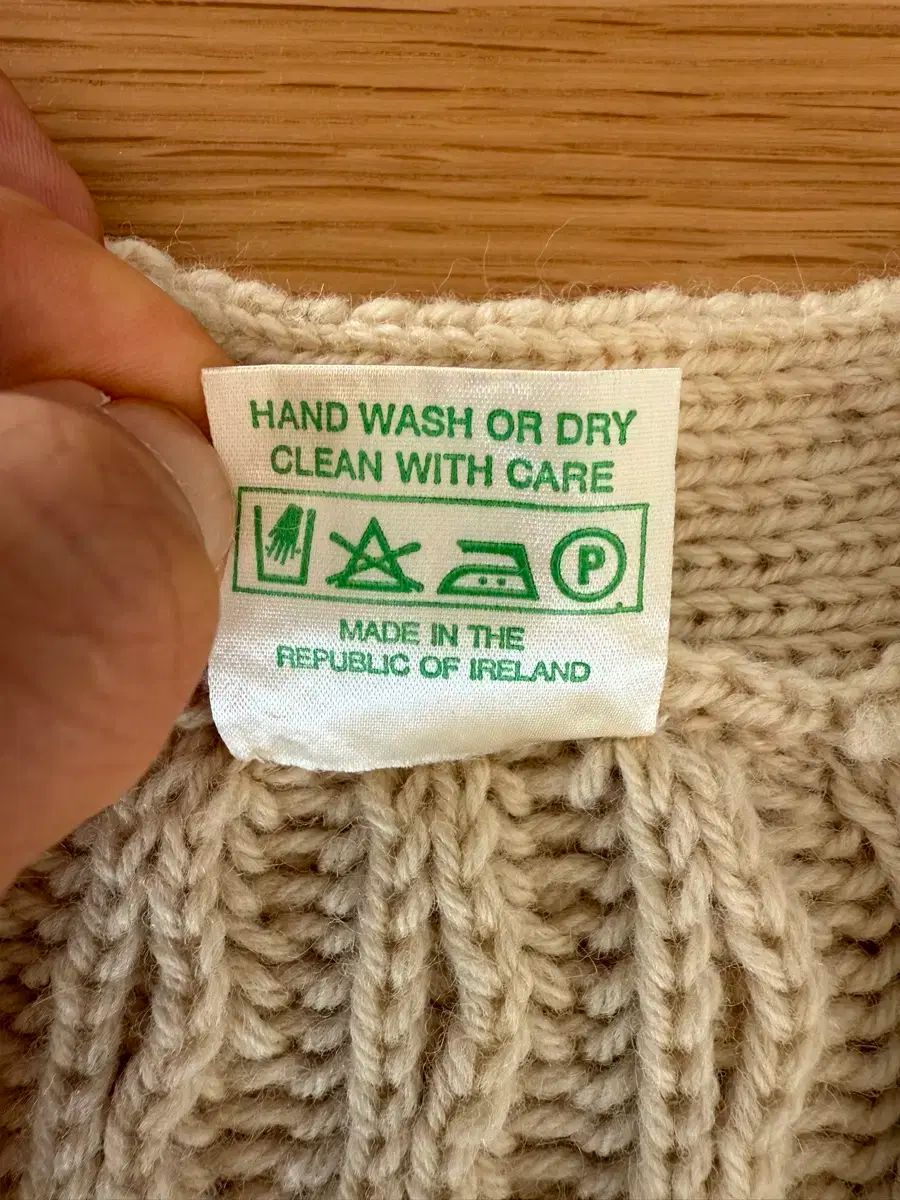 HAND WASH OR DRY
CLEAN WITH CARE
P
MADE IN THE
REPUBLIC OF IRELAND